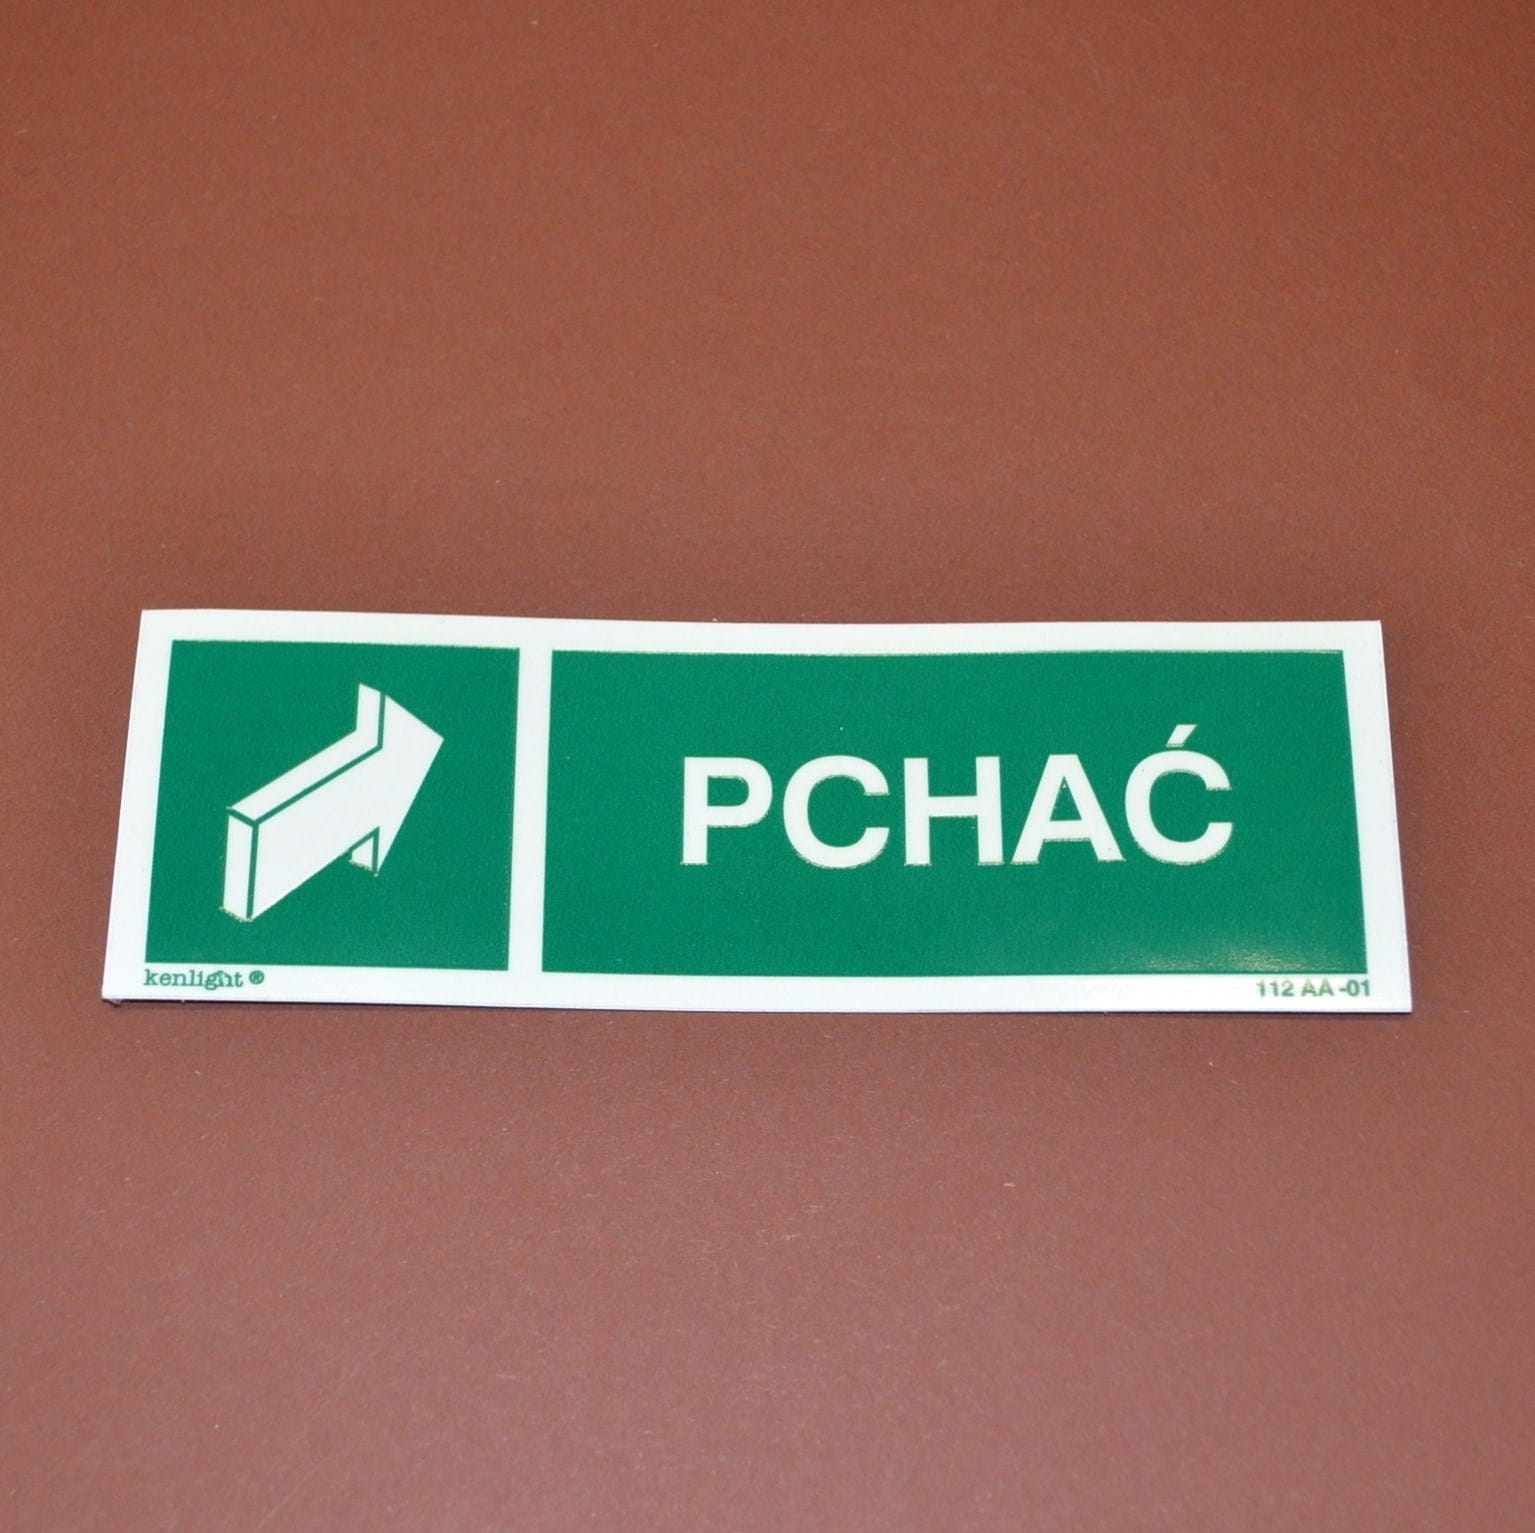 PCHAĆ
kenlight ®
112 AA -01